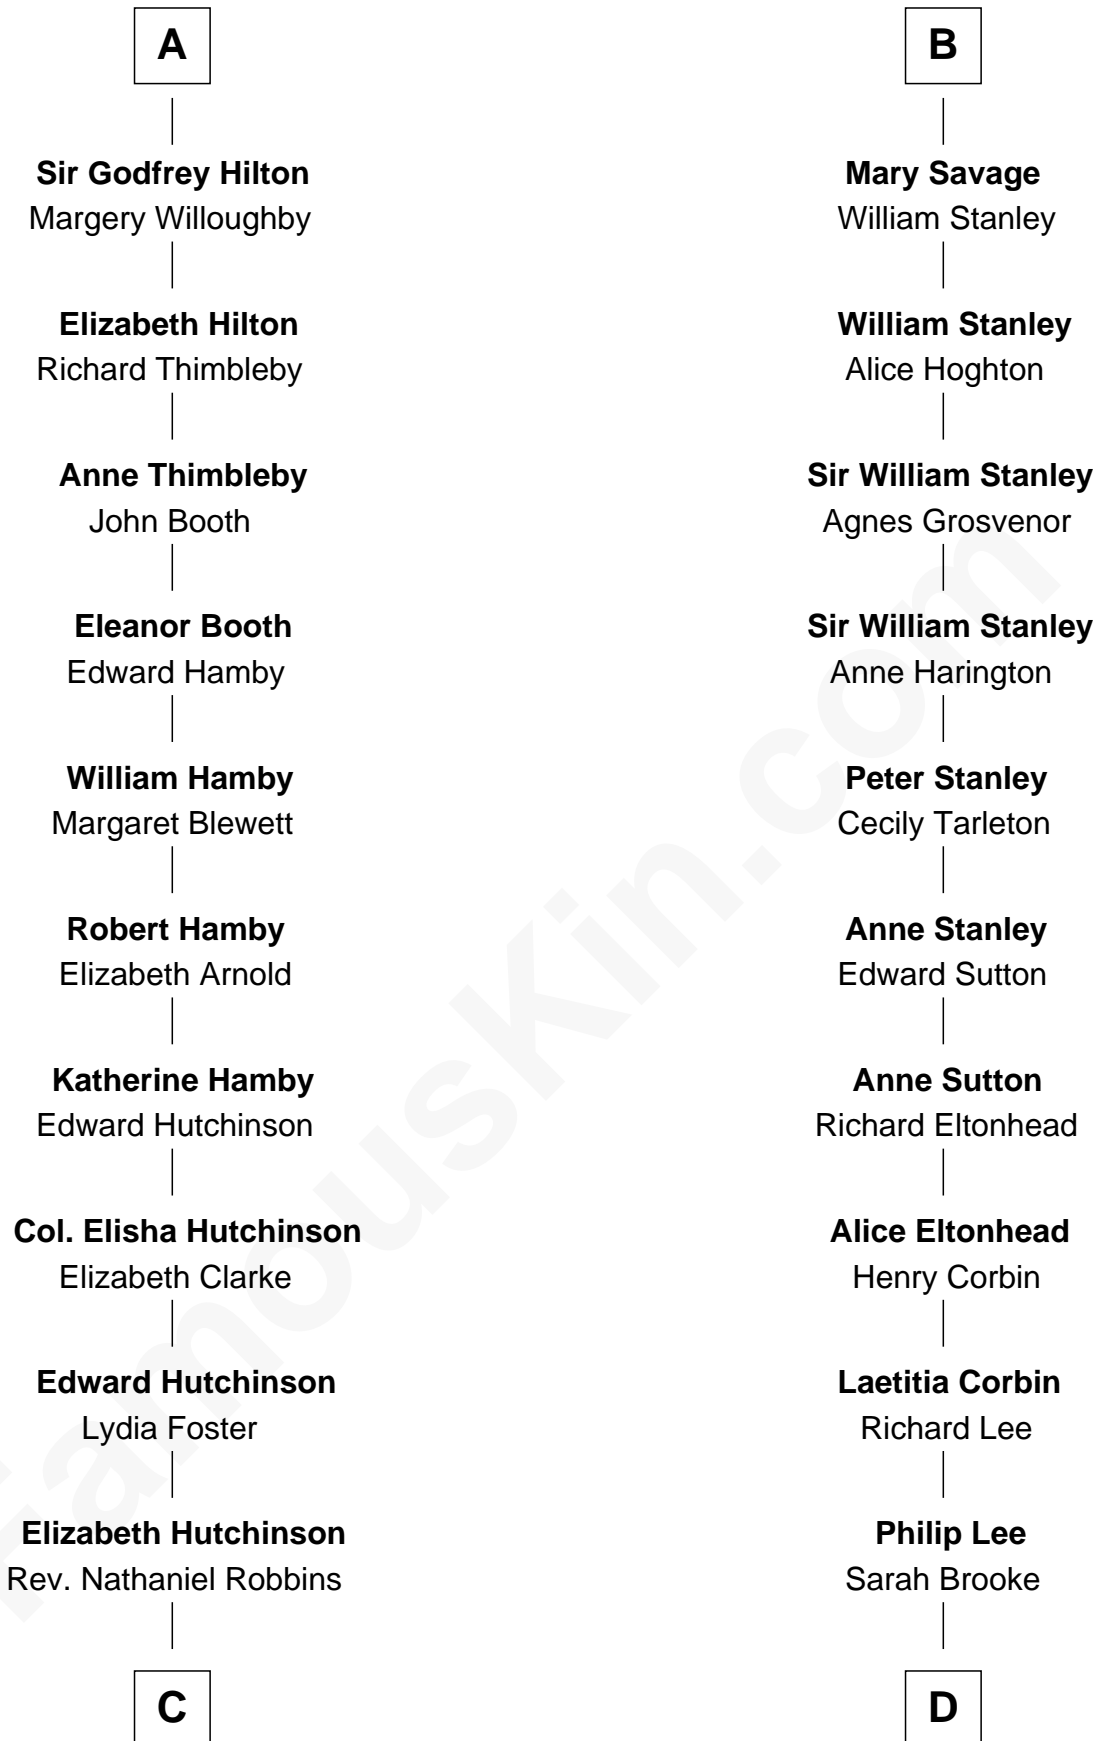 A
Sir Godfrey Hilton
Margery Willoughby
Elizabeth Hilton
Richard Thimbleby
Anne Thimbleby
John Booth
Eleanor Booth
Edward Hamby
William Hamby
Margaret Blewett
Robert Hamby
Elizabeth Arnold
Katherine Hamby
Edward Hutchinson
Col. Elisha Hutchinson
Elizabeth Clarke
Edward Hutchinson
Lydia Foster
Elizabeth Hutchinson
Rev. Nathaniel Robbins
C
B
Mary Savage
William Stanley
William Stanley
Alice Hoghton
Sir William Stanley
Agnes Grosvenor
Sir William Stanley
Anne Harington
Peter Stanley
Cecily Tarleton
Anne Stanley
Edward Sutton
Anne Sutton
Richard Eltonhead
Alice Eltonhead
Henry Corbin
Laetitia Corbin
Richard Lee
Philip Lee
Sarah Brooke
D
FamousKin.com